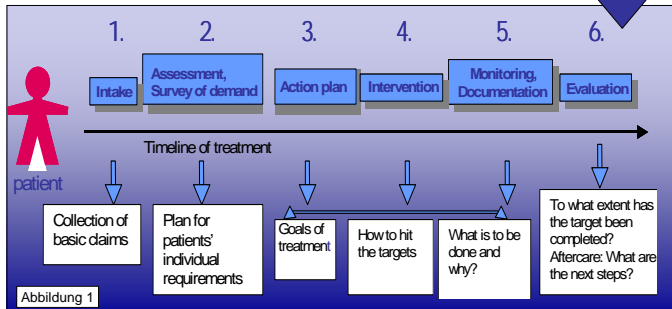 1.
2.
3.
4.
5.
6.
Intake
Assessment,
Survey of demand
Action plan
Intervention
Monitoring,
Documentation
Evaluation
Timeline of treatment
patient
Collection of
basic claims
Plan for
patients'
individual
requirements
Goals of
treatment
How to hit
the targets
What is to be
done and
why?
To what extent has
the target been
completed?
Aftercare: What are
the next steps?
Abbildung 1